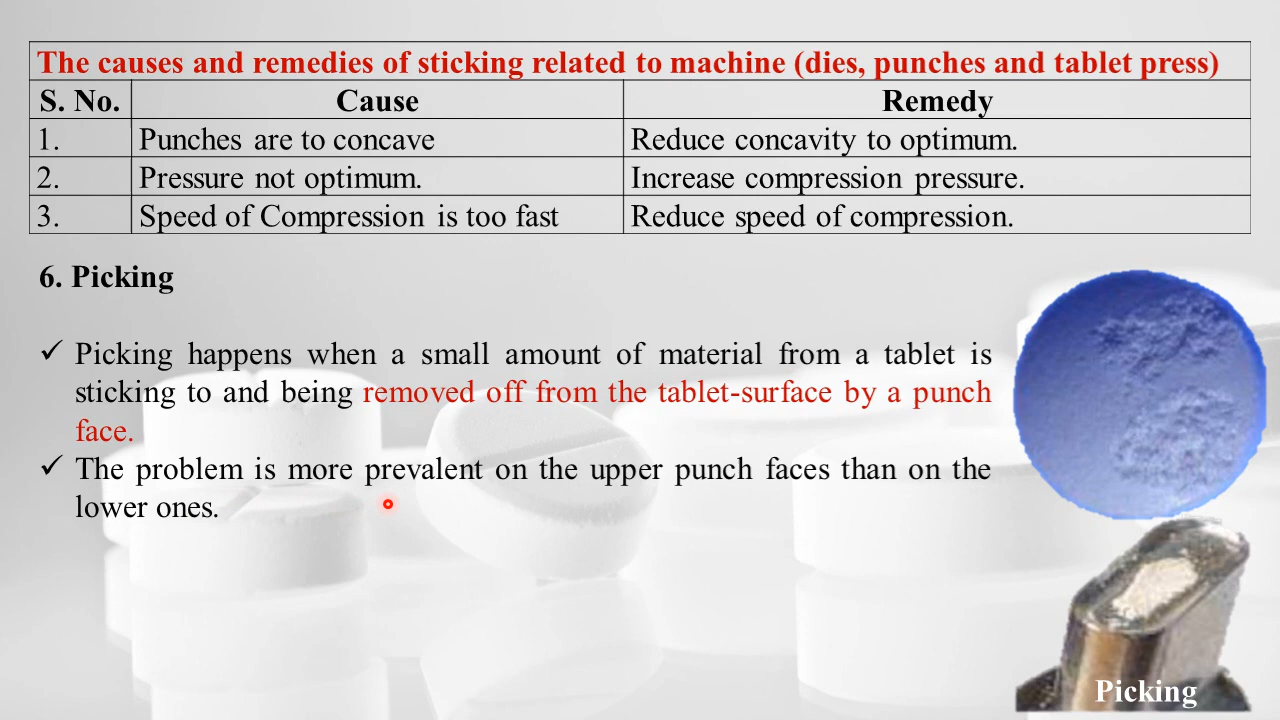 The causes and remedies of sticking related to machine (dies, punches and tablet press)
S. No. Cause Remedy
1. Punches are to concave Reduce concavity to optimum.
2. Pressure not optimum. Increase compression pressure.
3. Speed of Compression is too fast Reduce speed of compression.
6. Picking
✓ Picking happens when a small amount of material from a tablet is
sticking to and being removed off from the tablet-surface by a punch
face.
✓ The problem is more prevalent on the upper punch faces than on the
lower ones.
Picking